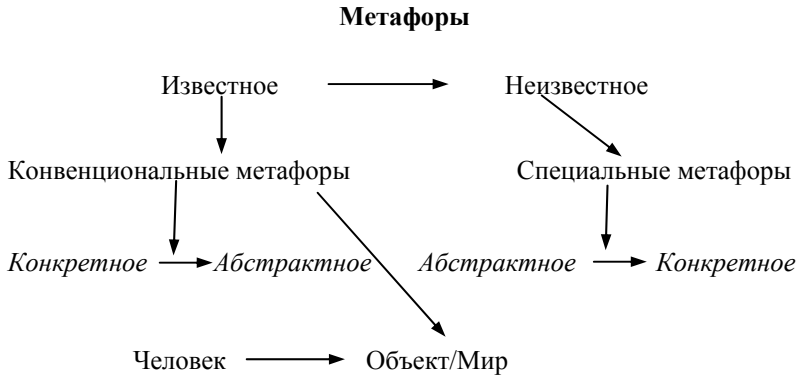 Метафоры
Известное Неизвестное
Конвенциональные метафоры Специальные метафоры
Конкретное Абстрактное Абстрактное Конкретное
Человек Объект/Мир